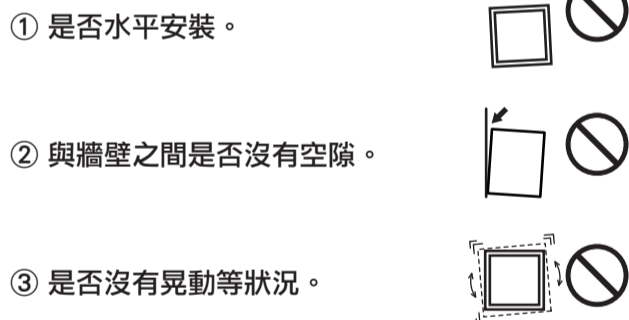 ① 是否水平安裝。
② 與牆壁之間是否沒有空隙。
③ 是否沒有晃動等狀況。